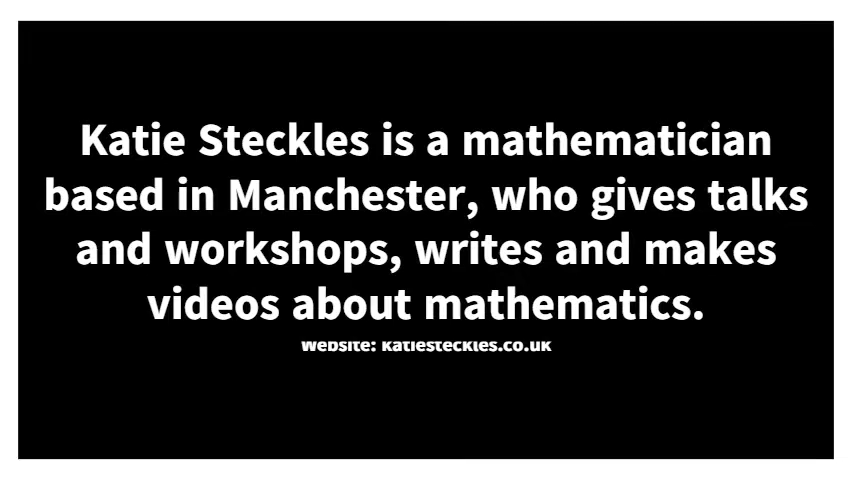 Katie Steckles is a mathematician
based in Manchester, who gives talks
and workshops, writes and makes
videos about mathematics.
website: katiesteckles.co.uk